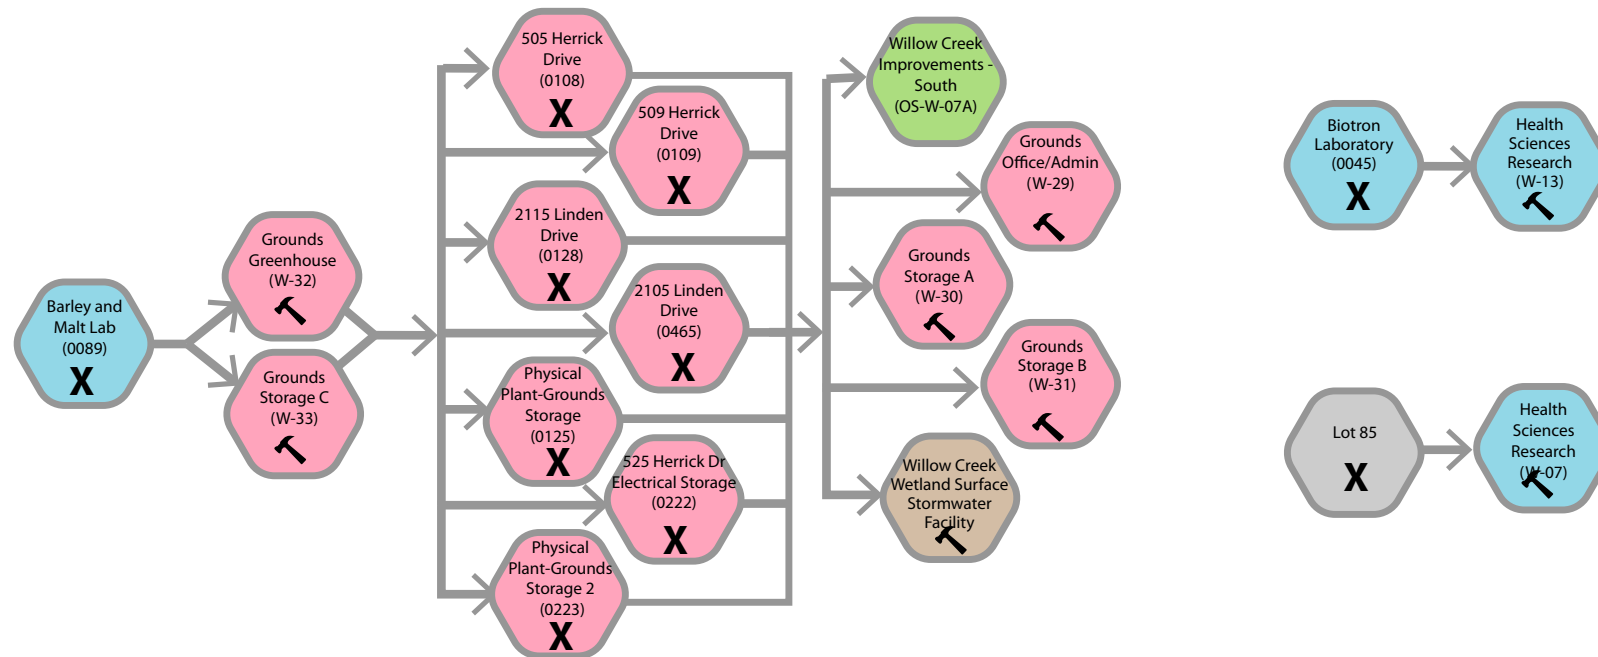 Barley and
Malt Lab
(0089)
X
Grounds
Greenhouse
(W-32)
Grounds
Storage C
(W-33)
505 Herrick
Drive
(0108)
X
509 Herrick
Drive
(0109)
X
2115 Linden
Drive
(0128)
X
2105 Linden
Drive
(0465)
X
Physical
Plant-Grounds
Storage
(0125)
X
525 Herrick Dr
Electrical Storage
(0222)
X
Physical
Plant-Grounds
Storage 2
(0223)
X
Willow Creek
Improvements -
South
(OS-W-07A)
Grounds
Office/Admin
(W-29)
Grounds
Storage A
(W-30)
Grounds
Storage B
(W-31)
Willow Creek
Wetland Surface
Stormwater
Facility
Biotron
Laboratory
(0045)
X
Health
Sciences
Research
(W-13)
Lot 85
X
Health
Sciences
Research
(W-07)